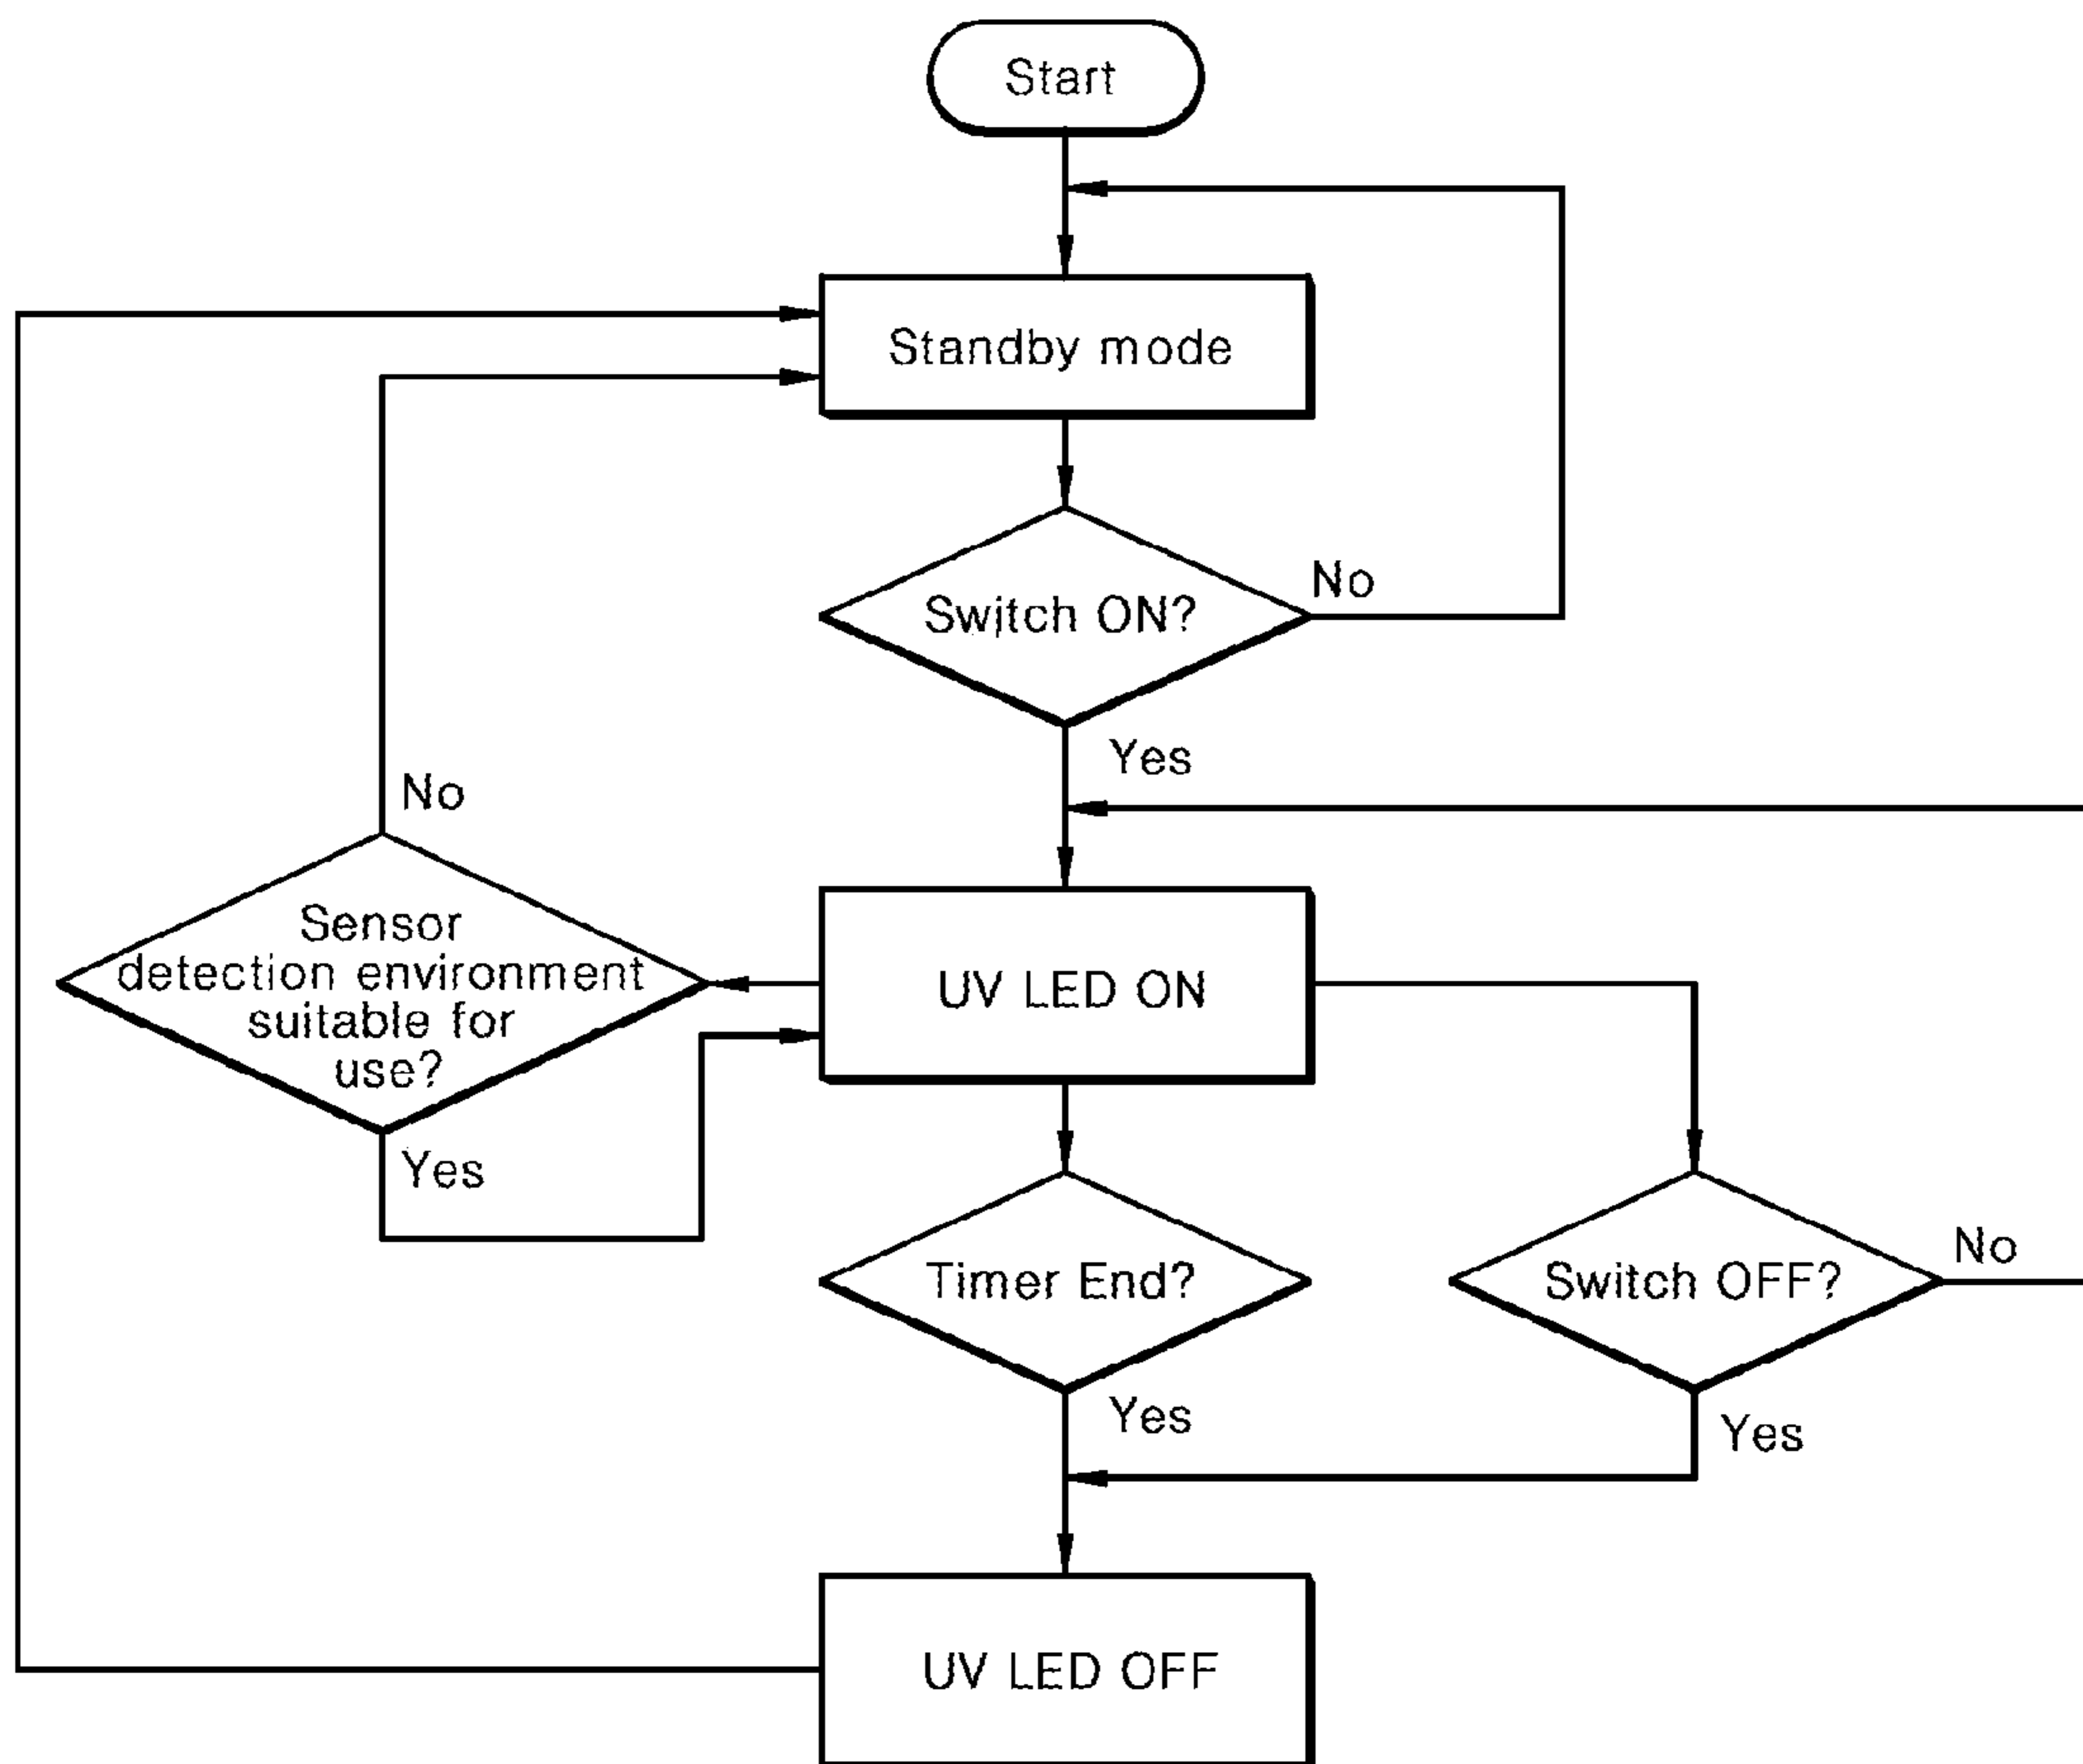 Start
Standby mode
Switch ON?
No
Yes
No
Sensor
detection environment
suitable for
use?
Yes
UV LED ON
Timer End?
Yes
Switch OFF?
No
Yes
UV LED OFF